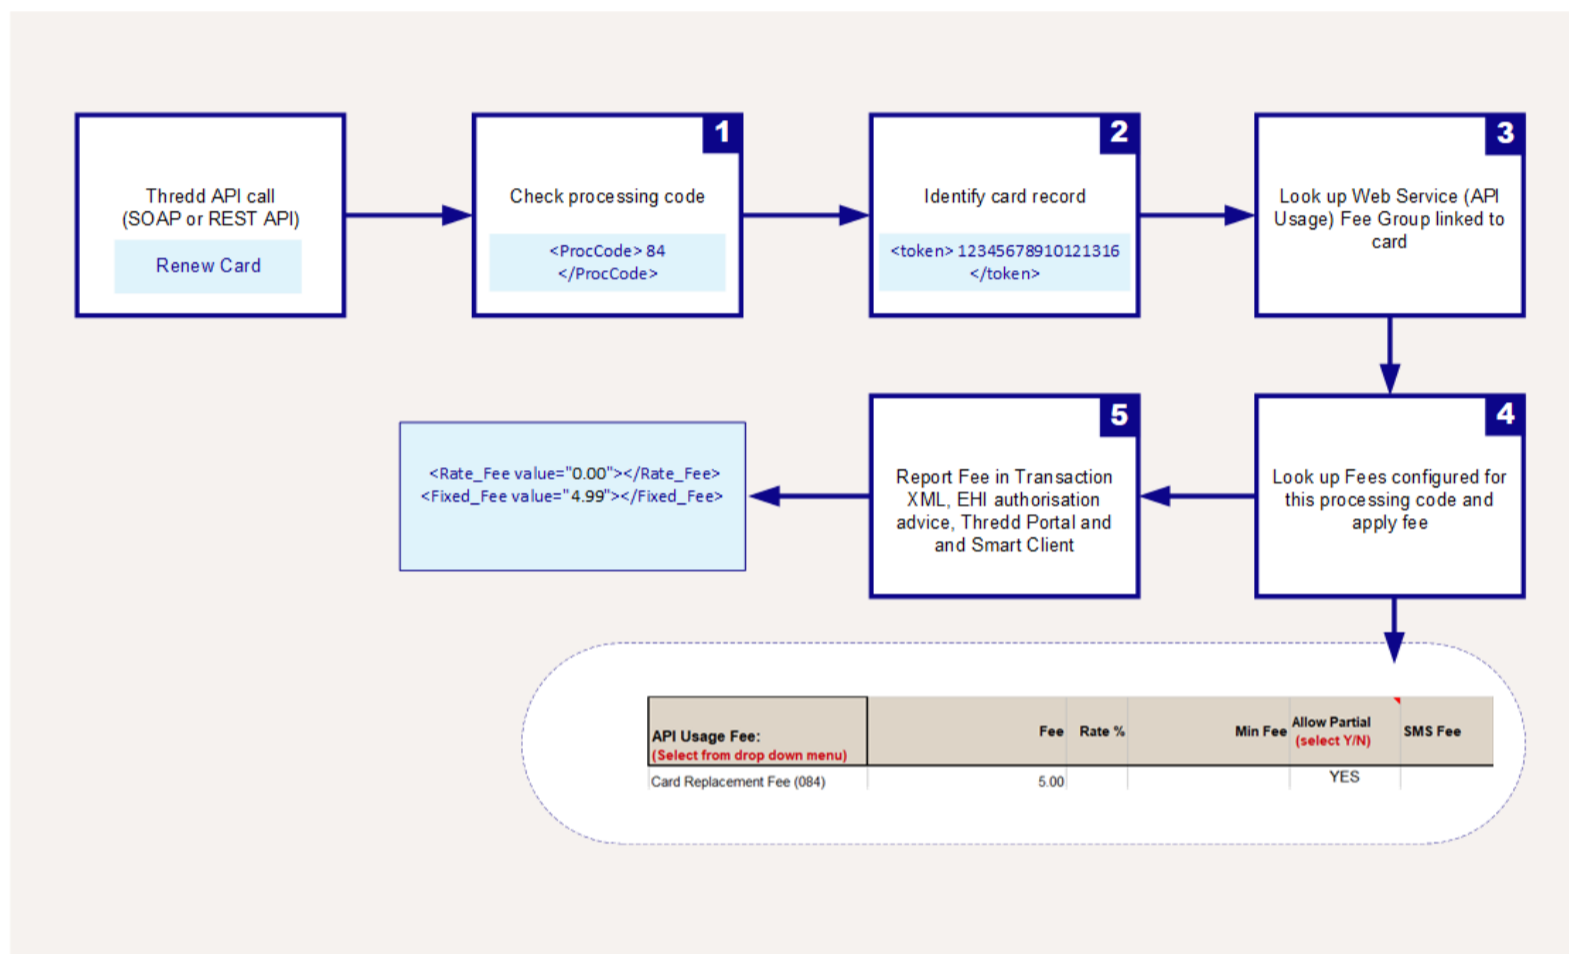 Thredd API call
(SOAP or REST API)
Renew Card
1
Check processing code
<ProcCode> 84
</ProcCode>
2
Identify card record
<token> 12345678910121316
</token>
3
Look up Web Service (API
Usage) Fee Group linked to
card
4
Look up Fees configured for
this processing code and
apply fee
5
Report Fee in Transaction
XML, EHI authorisation
advice, Thredd Portal and
and Smart Client
<Rate_Fee value="0.00"></Rate_Fee>
<Fixed_Fee value="4.99"></Fixed_Fee>
API Usage Fee:
(Select from drop down menu)
Fee
Rate %
Min Fee
Allow Partial
(select Y/N)
SMS Fee
Card Replacement Fee (084)
5.00
YES